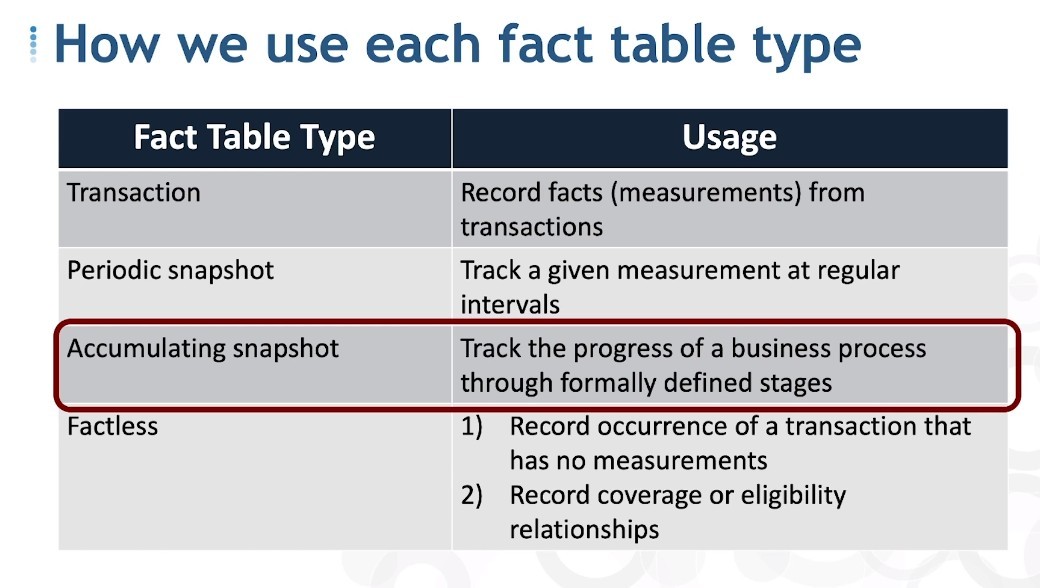 How we use each fact table type
Fact Table Type
Usage
Transaction
Record facts (measurements) from
transactions
Periodic snapshot
Track a given measurement at regular
intervals
Accumulating snapshot
Track the progress of a business process
through formally defined stages
Factless
1) Record occurrence of a transaction that
has no measurements
2) Record coverage or eligibility
relationships